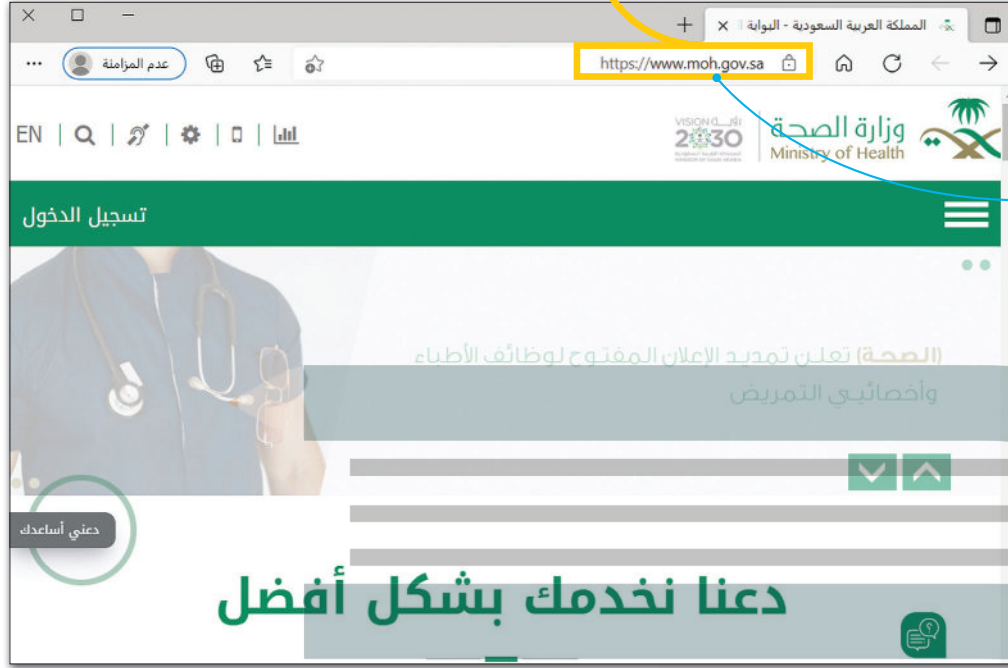 المملكة العربية السعودية - البوابة
https://www.moh.gov.sa
عدم المزامنة
وزارة الصحة
Ministry of Health
VISION رؤية
2030
EN
تسجيل الدخول
(الصحة) تعلن تمديد الإعلان المفتوح لوظائف الأطباء
وأخصائيي التمريض
دعني أساعدك
دعنا نخدمك بشكل أفضل